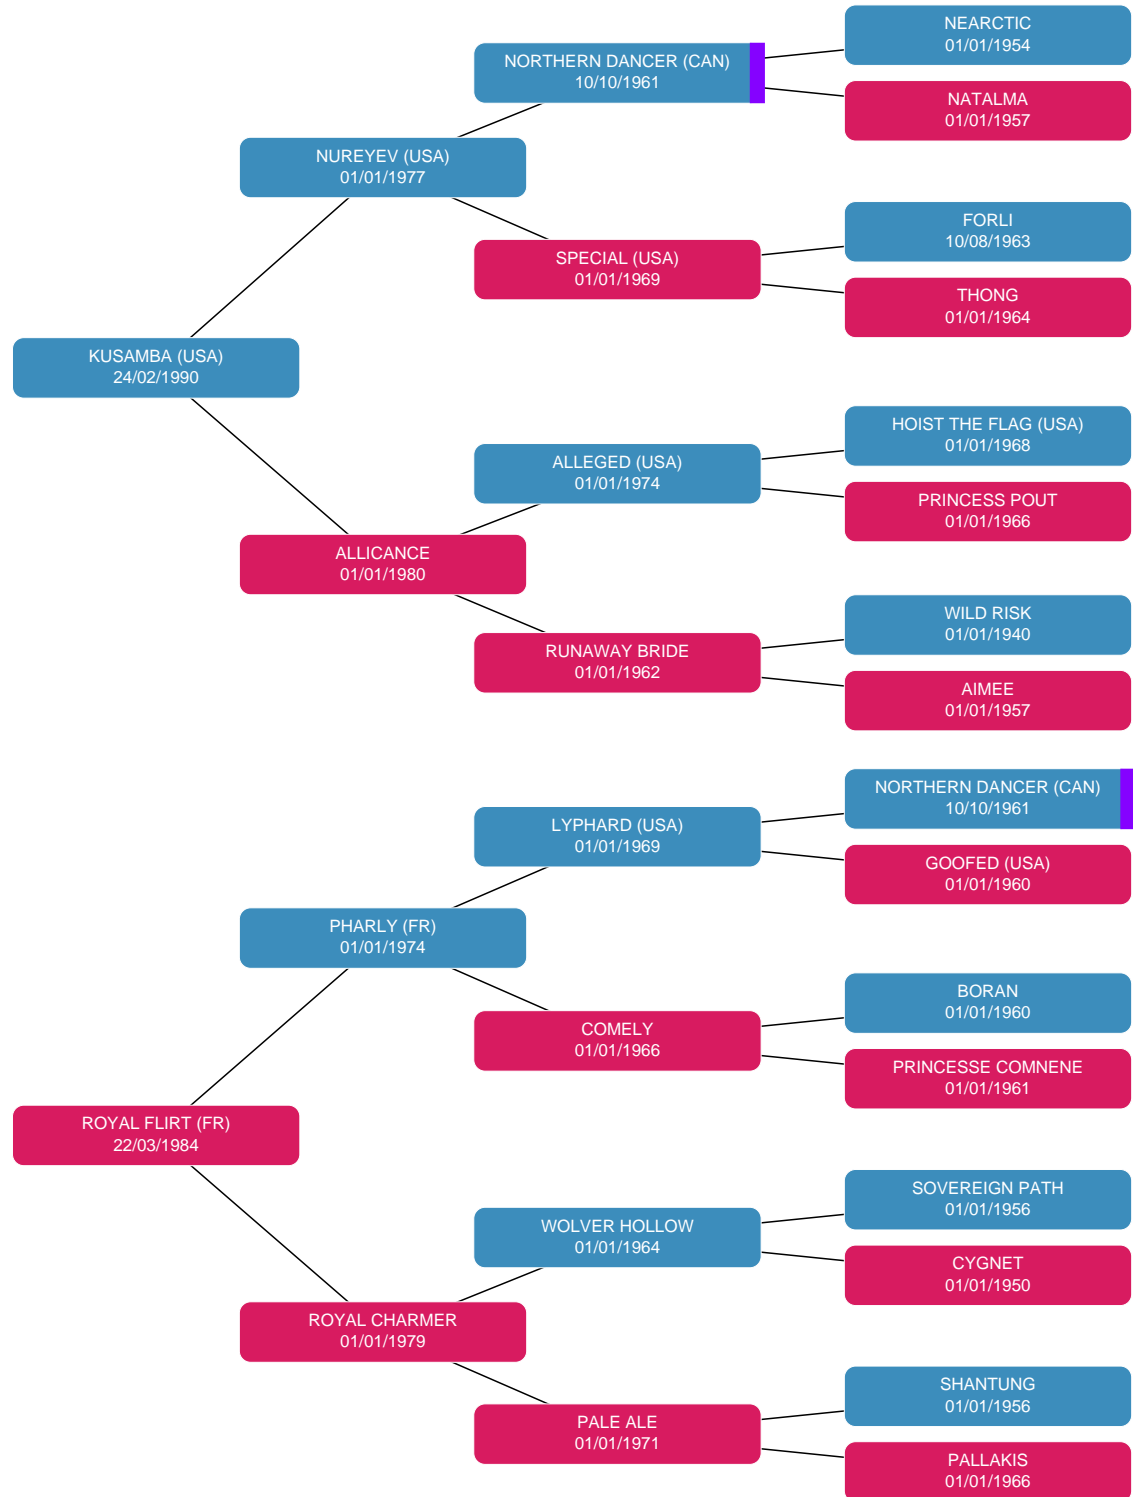 NEARCTIC
01/01/1954
NORTHERN DANCER (CAN)
10/10/1961
NATALMA
01/01/1957
NUREYEV (USA)
01/01/1977
FORLI
10/08/1963
SPECIAL (USA)
01/01/1969
THONG
01/01/1964
KUSAMBA (USA)
24/02/1990
HOIST THE FLAG (USA)
01/01/1968
ALLEGED (USA)
01/01/1974
PRINCESS POUT
01/01/1966
ALLICANCE
01/01/1980
WILD RISK
01/01/1940
RUNAWAY BRIDE
01/01/1962
AIMEE
01/01/1957
NORTHERN DANCER (CAN)
10/10/1961
LYPHARD (USA)
01/01/1969
GOOFED (USA)
01/01/1960
PHARLY (FR)
01/01/1974
BORAN
01/01/1960
COMELY
01/01/1966
PRINCESSE COMNENE
01/01/1961
ROYAL FLIRT (FR)
22/03/1984
SOVEREIGN PATH
01/01/1956
WOLVER HOLLOW
01/01/1964
CYGNET
01/01/1950
ROYAL CHARMER
01/01/1979
SHANTUNG
01/01/1956
PALE ALE
01/01/1971
PALLAKIS
01/01/1966